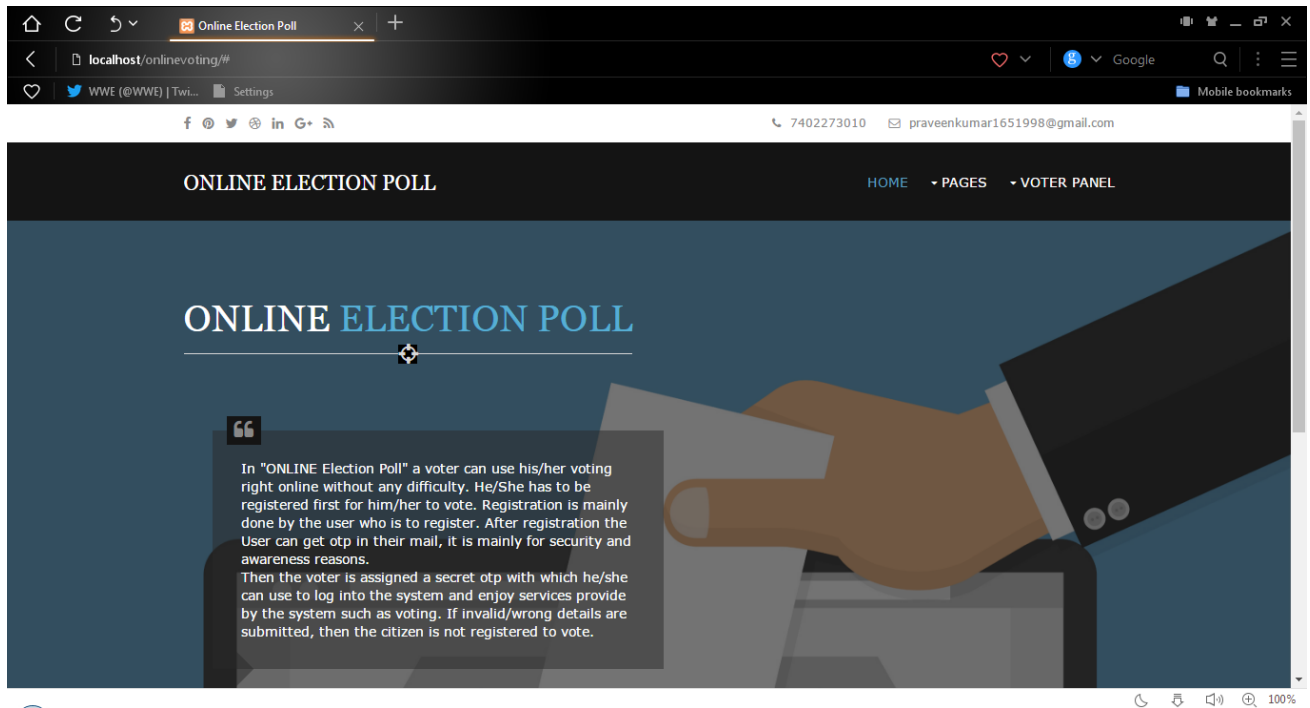 Online Election Poll
localhost/onlinevoting/#
Google
WWE (@WWE) | Twi...
Settings
Mobile bookmarks
7402273010
praveenkumar1651998@gmail.com
ONLINE ELECTION POLL
HOME
PAGES
VOTER PANEL
ONLINE ELECTION POLL
In "ONLINE Election Poll" a voter can use his/her voting
right online without any difficulty. He/She has to be
registered first for him/her to vote. Registration is mainly
done by the user who is to register. After registration the
User can get otp in their mail, it is mainly for security and
awareness reasons.
Then the voter is assigned a secret otp with which he/she
can use to log into the system and enjoy services provide
by the system such as voting. If invalid/wrong details are
submitted, then the citizen is not registered to vote.
100%